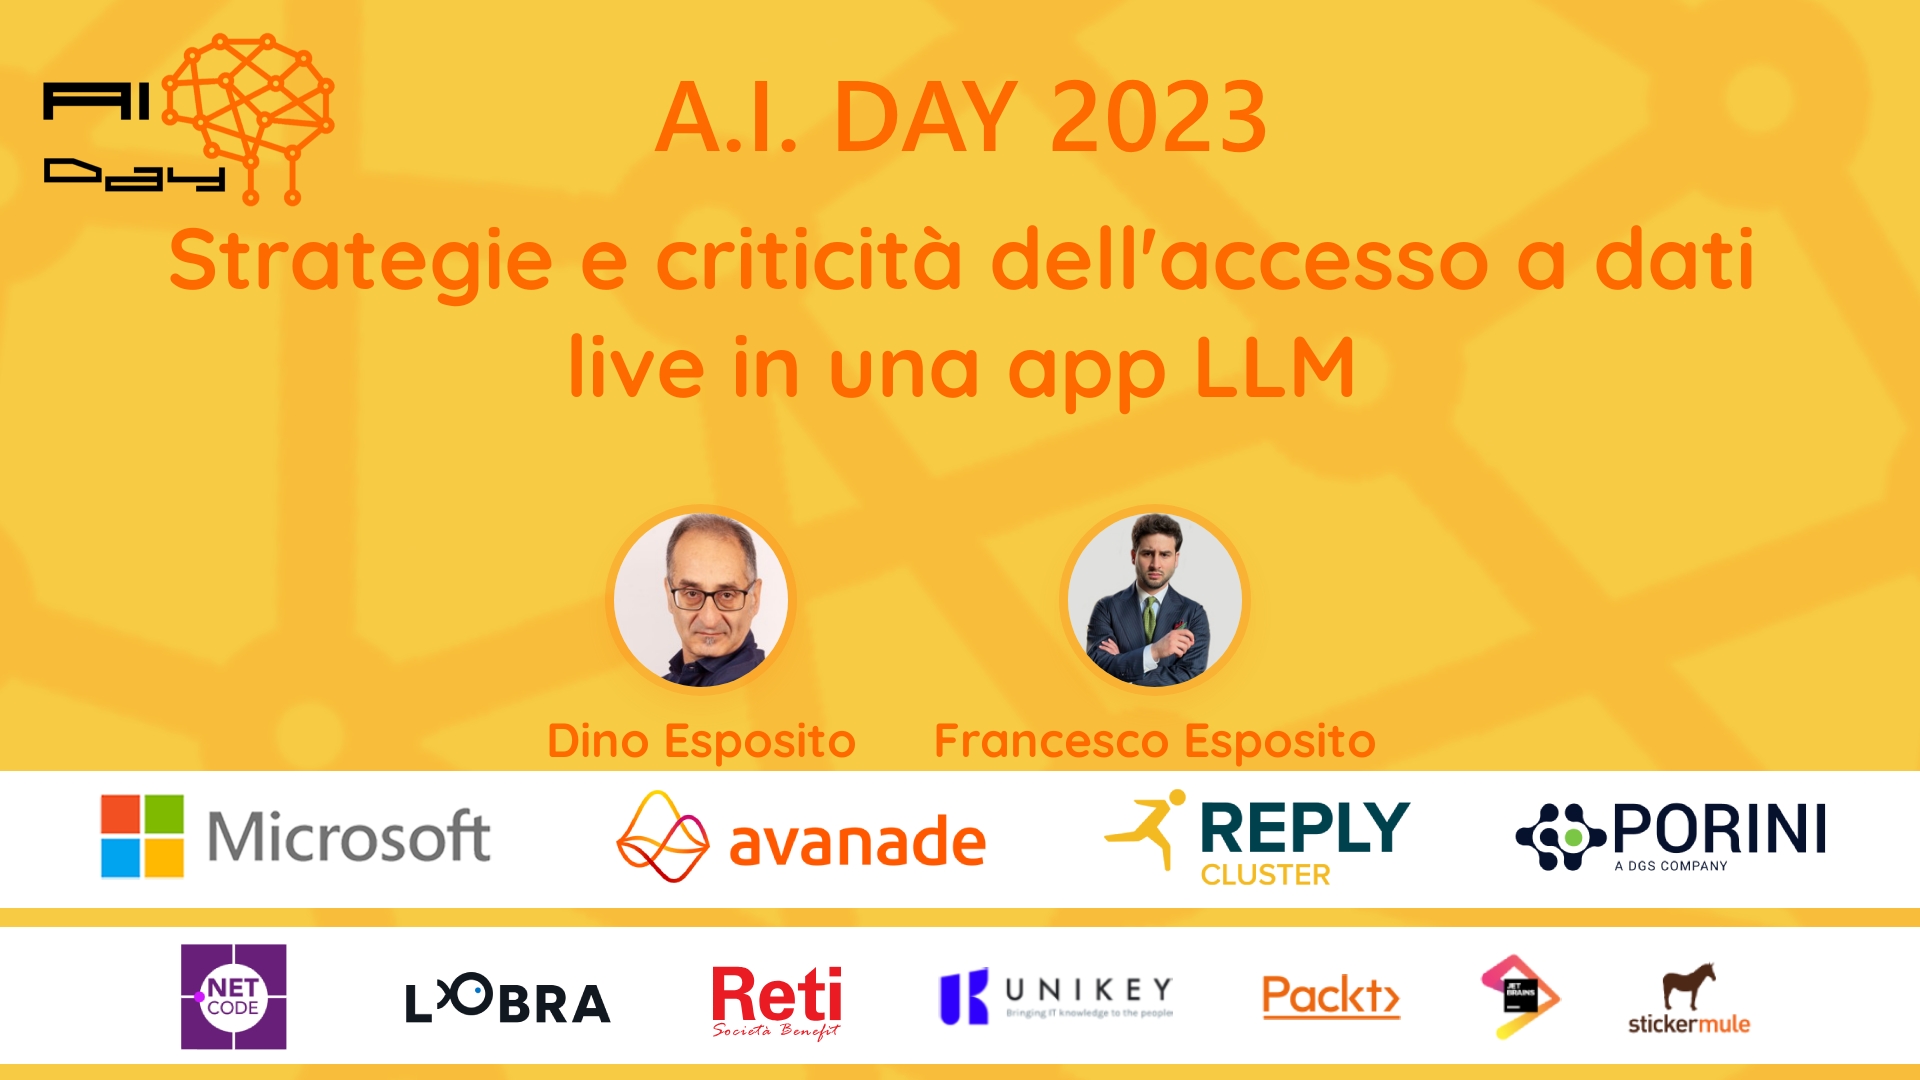 AI
Day
A.I. DAY 2023
Strategie e criticità dell'accesso a dati
live in una app LLM
Dino Esposito
Francesco Esposito
Microsoft
avanade
REPLY
CLUSTER
PORINI
A DGS COMPANY
NET
CODE
LOBRA
Reti
Società Benefit
UNIKEY
Bringing IT knowledge to the people!
Packt>
JET
BRAINS
stickermule